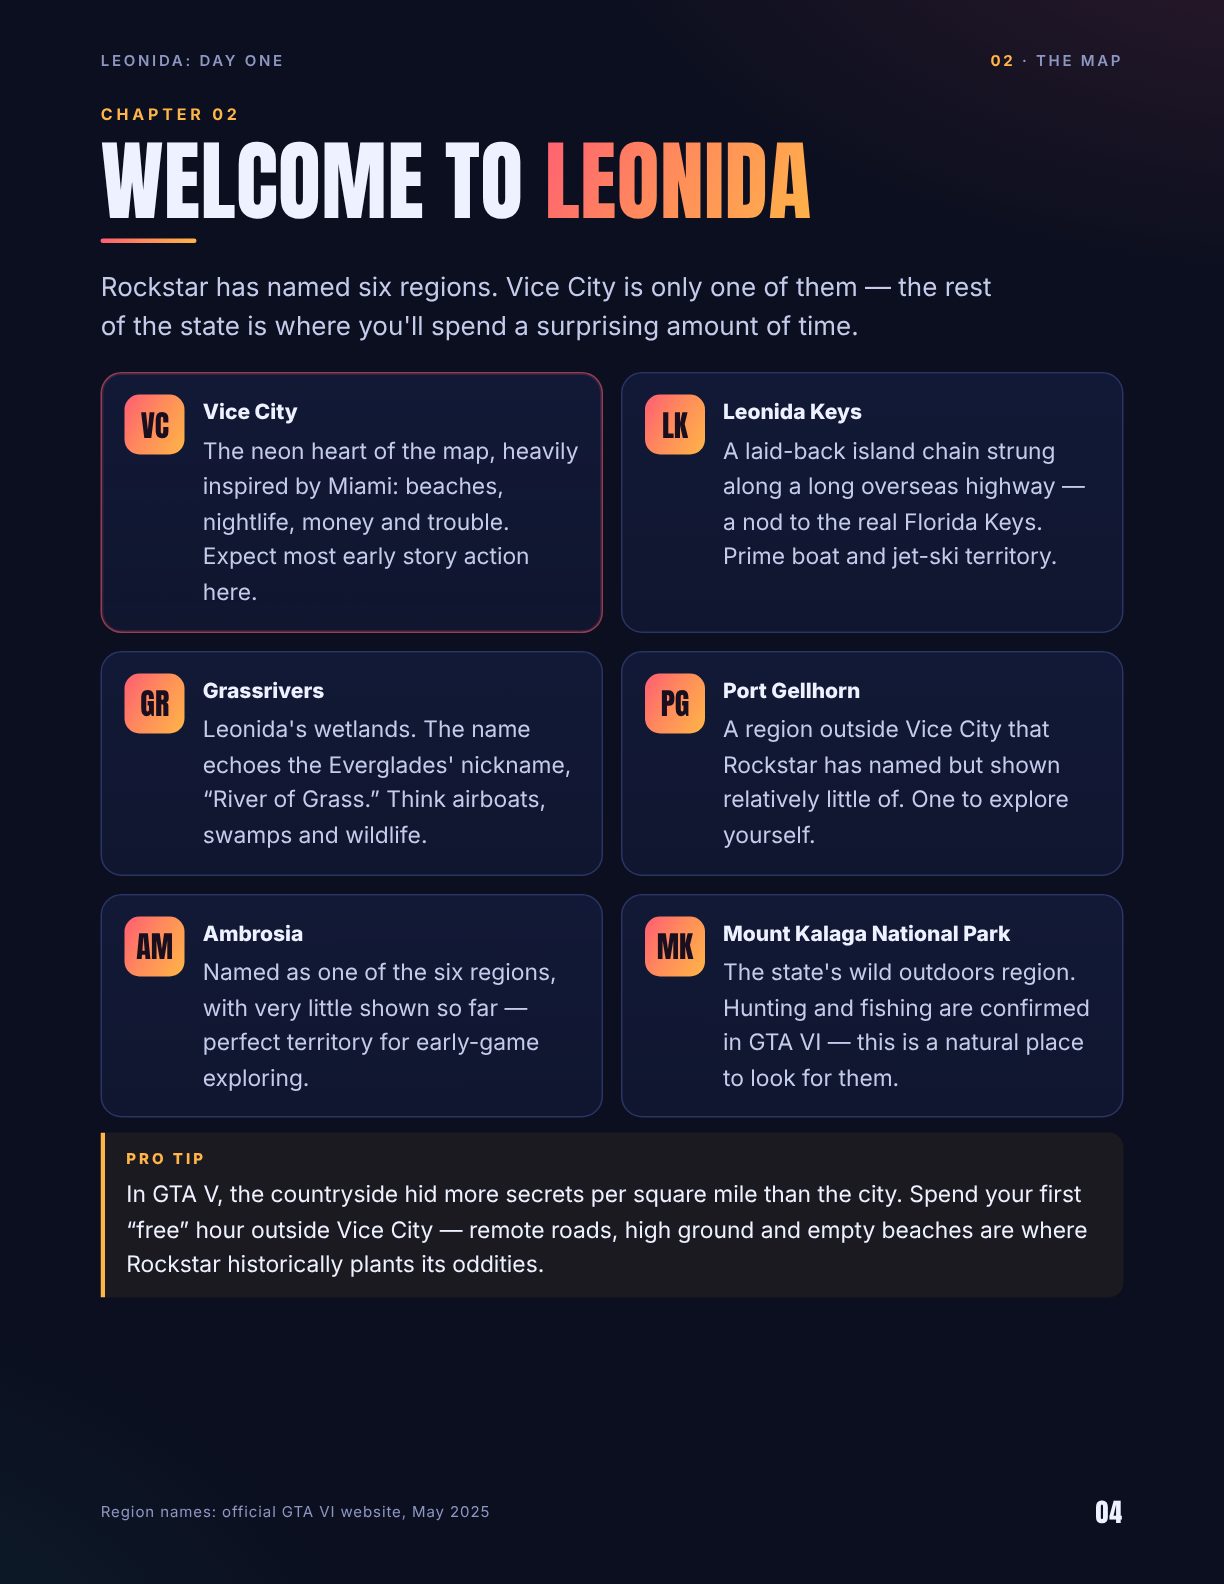 LEONIDA: DAY ONE
02 · THE MAP
CHAPTER 02
WELCOME TO LEONIDA
Rockstar has named six regions. Vice City is only one of them — the rest
of the state is where you'll spend a surprising amount of time.
VC
Vice City
The neon heart of the map, heavily
inspired by Miami: beaches,
nightlife, money and trouble.
Expect most early story action
here.
LK
Leonida Keys
A laid-back island chain strung
along a long overseas highway —
a nod to the real Florida Keys.
Prime boat and jet-ski territory.
GR
Grassrivers
Leonida's wetlands. The name
echoes the Everglades' nickname,
“River of Grass.” Think airboats,
swamps and wildlife.
PG
Port Gellhorn
A region outside Vice City that
Rockstar has named but shown
relatively little of. One to explore
yourself.
AM
Ambrosia
Named as one of the six regions,
with very little shown so far —
perfect territory for early-game
exploring.
MK
Mount Kalaga National Park
The state's wild outdoors region.
Hunting and fishing are confirmed
in GTA VI — this is a natural place
to look for them.
PRO TIP
In GTA V, the countryside hid more secrets per square mile than the city. Spend your first
“free” hour outside Vice City — remote roads, high ground and empty beaches are where
Rockstar historically plants its oddities.
Region names: official GTA VI website, May 2025
04